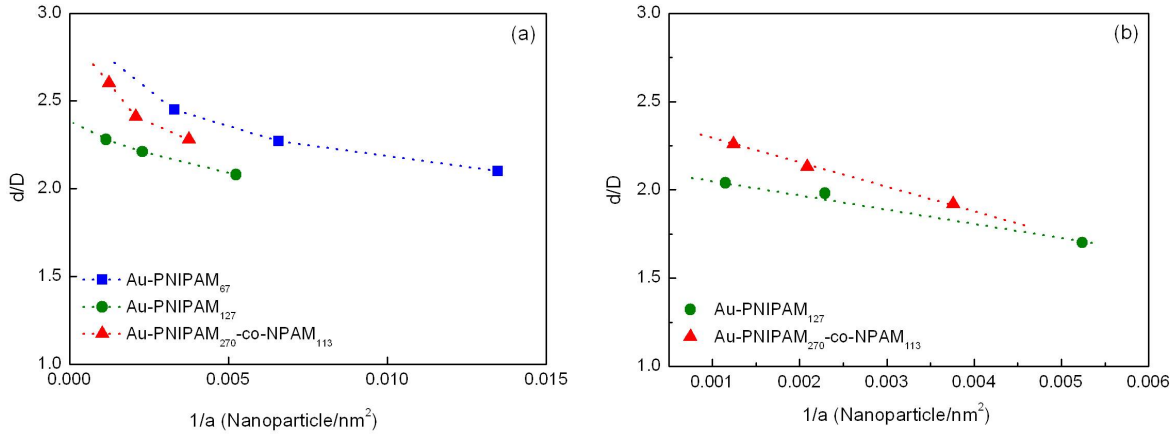 (a)
d/D
3.0
2.5
2.0
1.5
1.0
Au-PNIPAM67
Au-PNIPAM127
Au-PNIPAM270-co-NPAM113
0.000 0.005 0.010 0.015
1/a (Nanoparticle/nm2)
(b)
d/D
3.0
2.5
2.0
1.5
1.0
Au-PNIPAM127
Au-PNIPAM270-co-NPAM113
0.001 0.002 0.003 0.004 0.005 0.006
1/a (Nanoparticle/nm2)